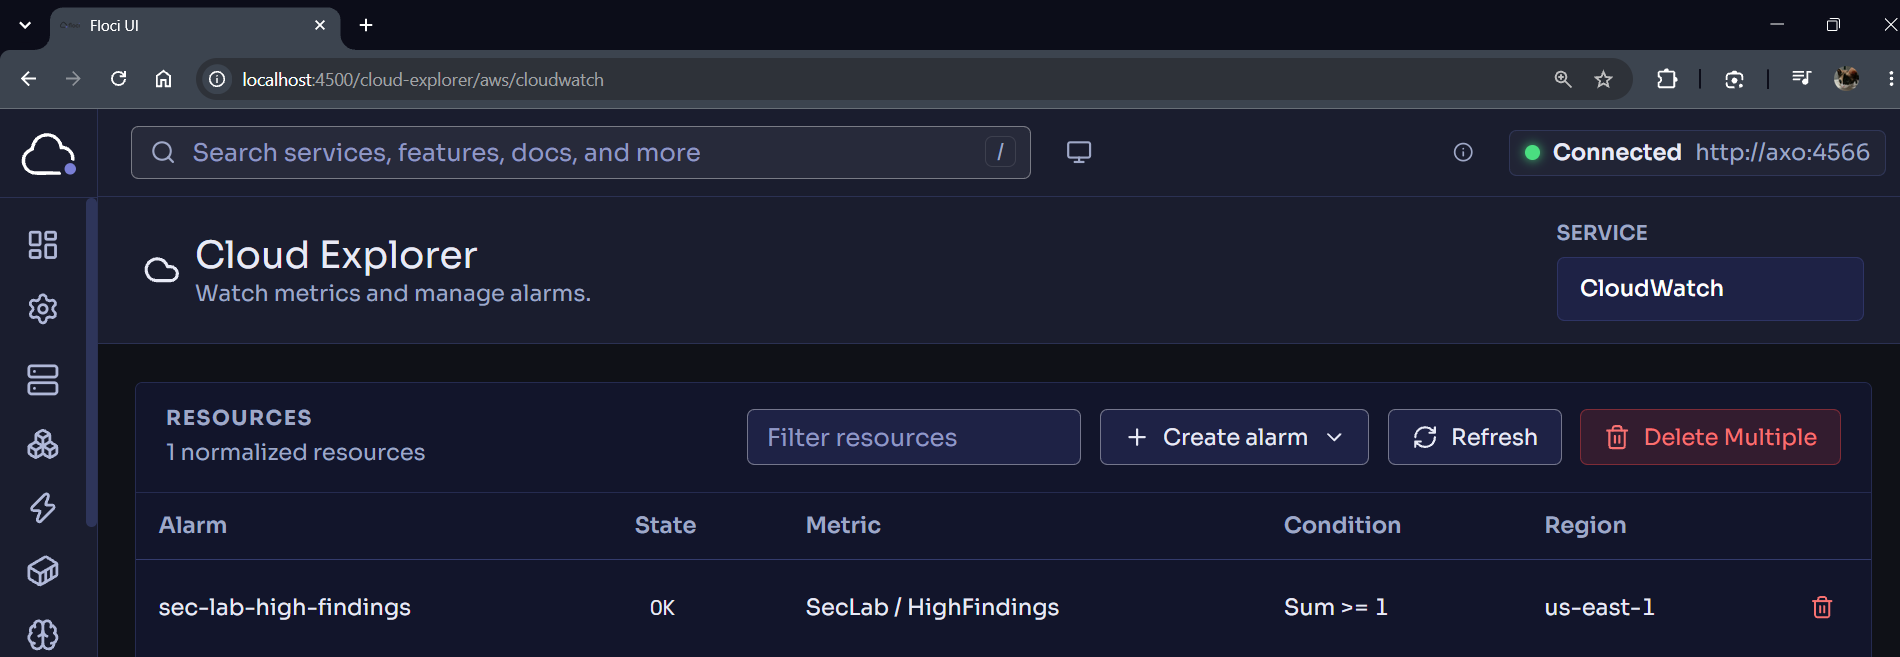 Floci UI
localhost:4500/cloud-explorer/aws/cloudwatch
Search services, features, docs, and more /
Connected http://axo:4566
Cloud Explorer
Watch metrics and manage alarms.
SERVICE
CloudWatch
RESOURCES
1 normalized resources
Filter resources
Create alarm
Refresh
Delete Multiple
Alarm State Metric Condition Region
sec-lab-high-findings OK SecLab / HighFindings Sum >= 1 us-east-1